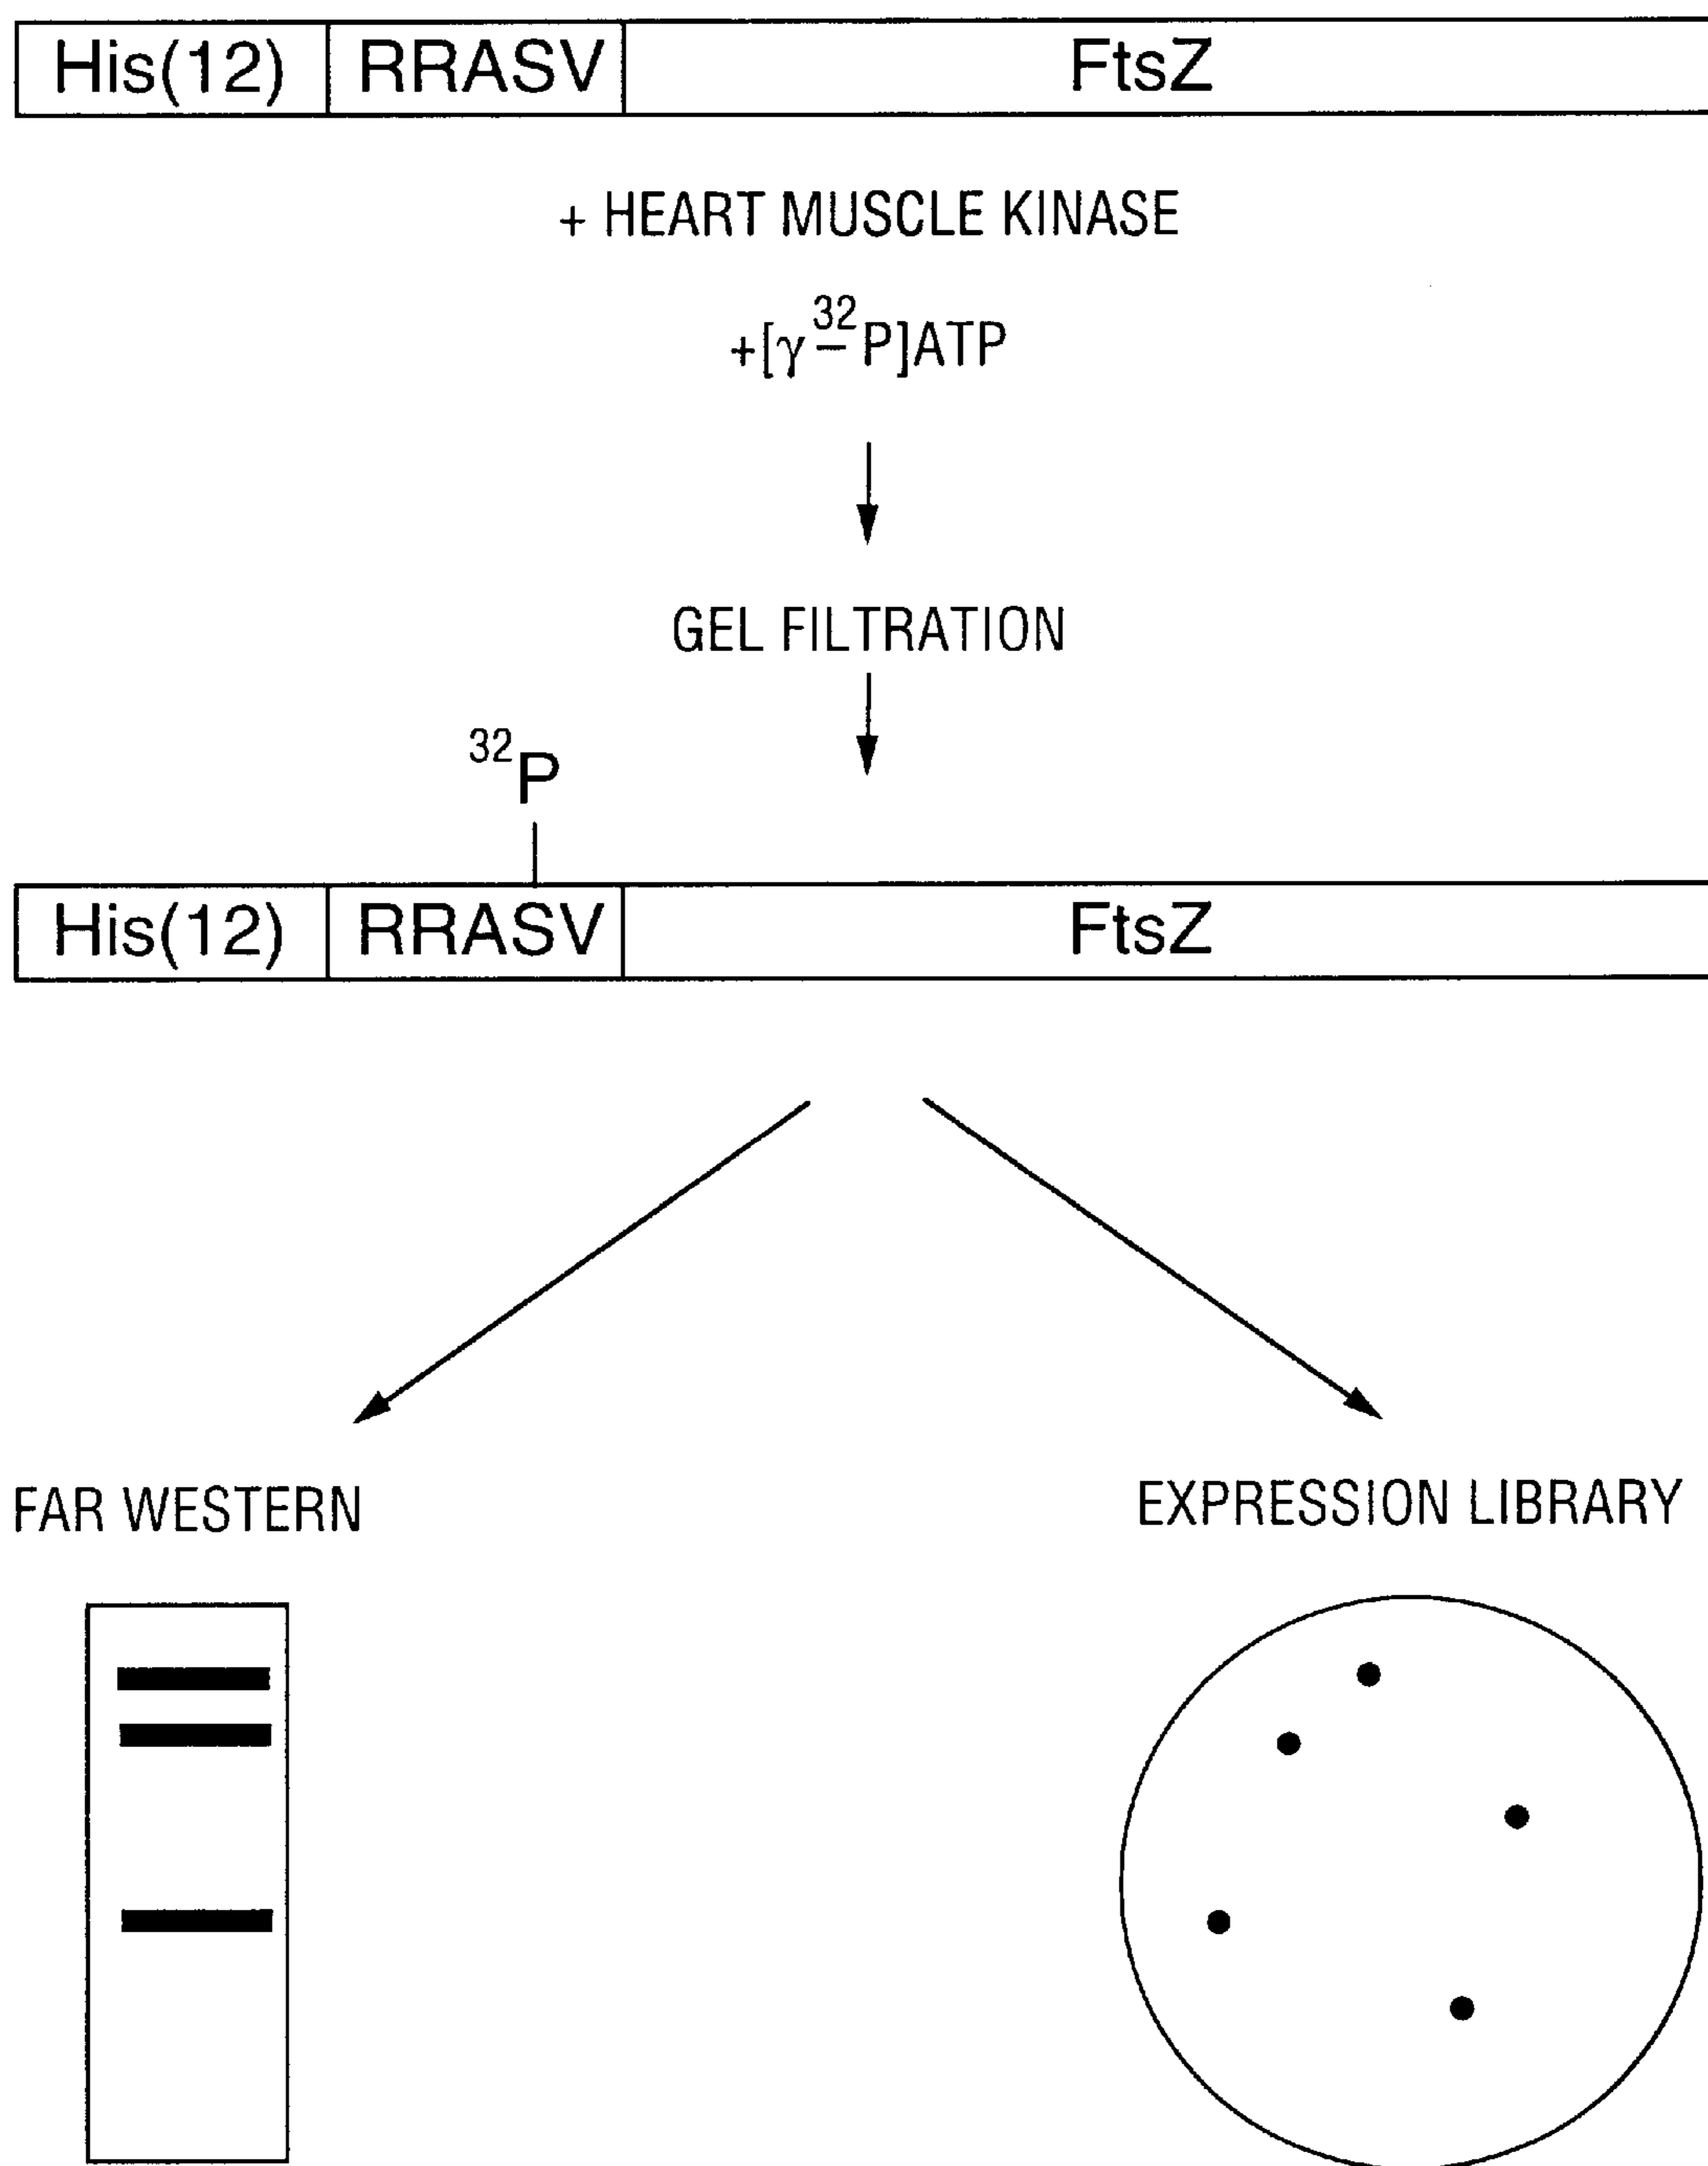 His(12) RRASV FtsZ
+ HEART MUSCLE KINASE
+[γ-³²P]ATP
GEL FILTRATION
³²P
His(12) RRASV FtsZ
FAR WESTERN EXPRESSION LIBRARY